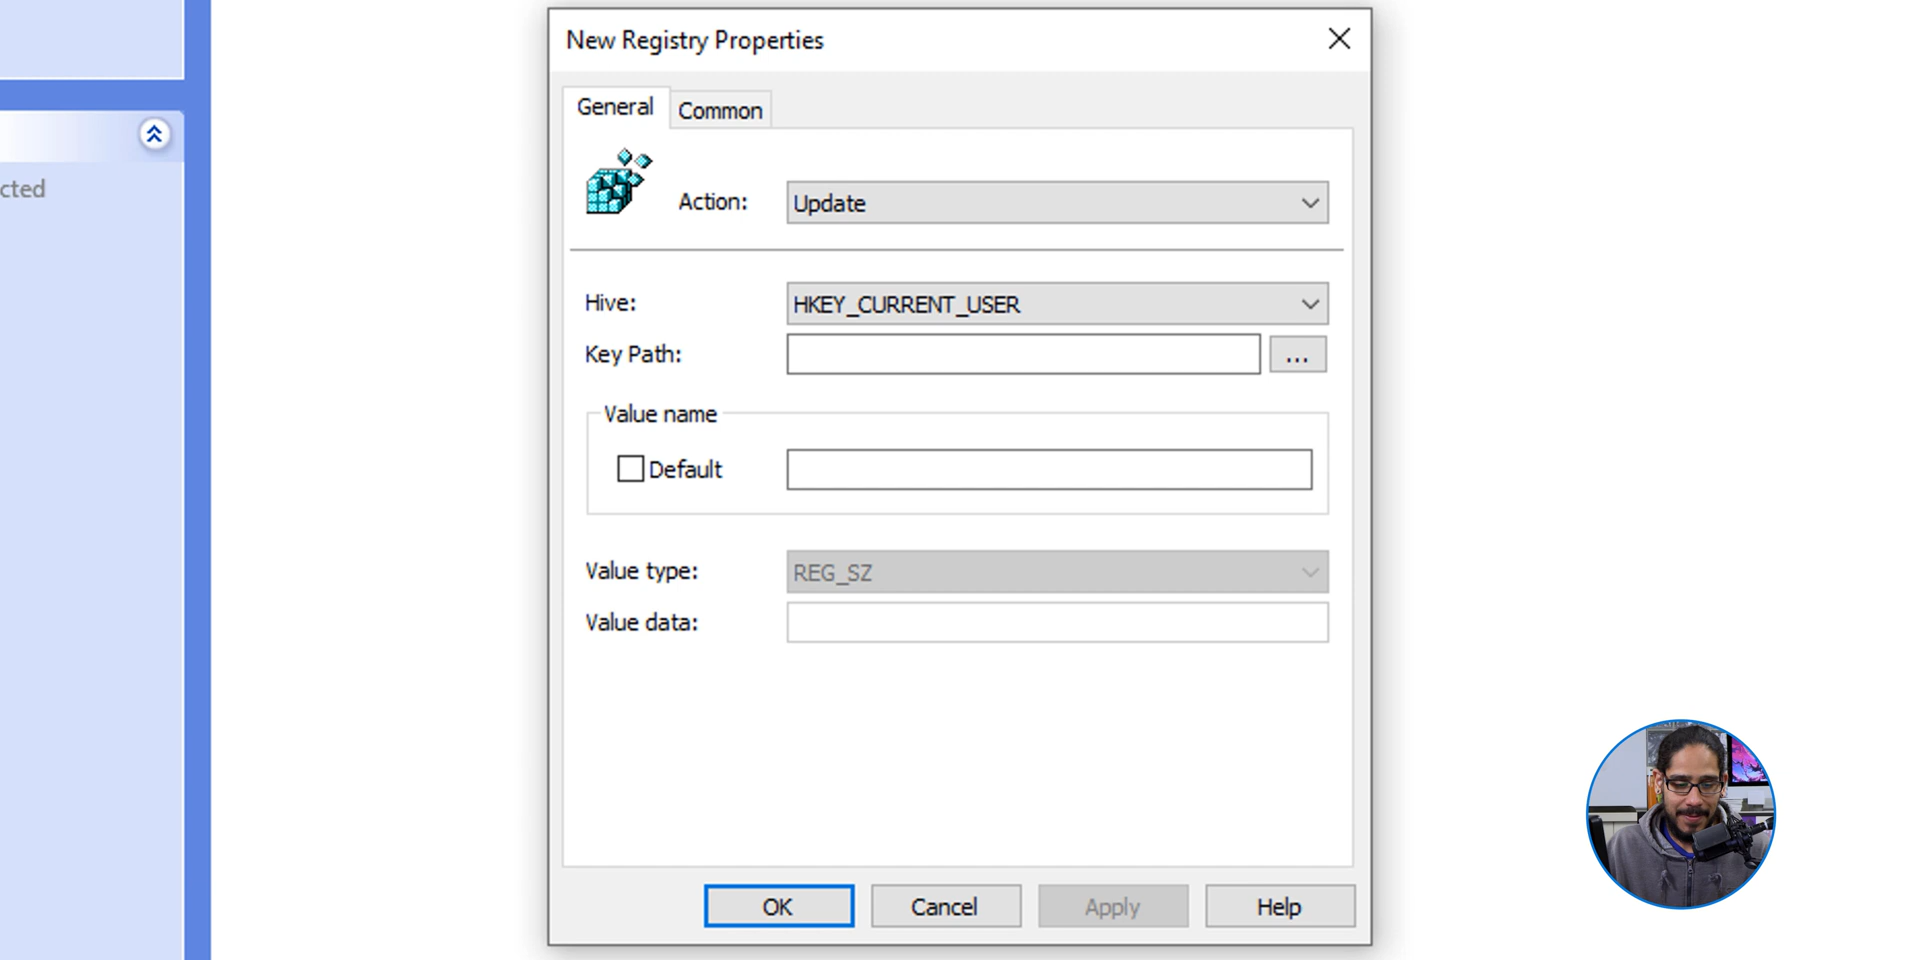 New Registry Properties
General
Common
cted
Action:
Update
Hive:
HKEY_CURRENT_USER
Key Path:
...
Value name
Default
Value type:
REG_SZ
Value data:
OK
Cancel
Apply
Help